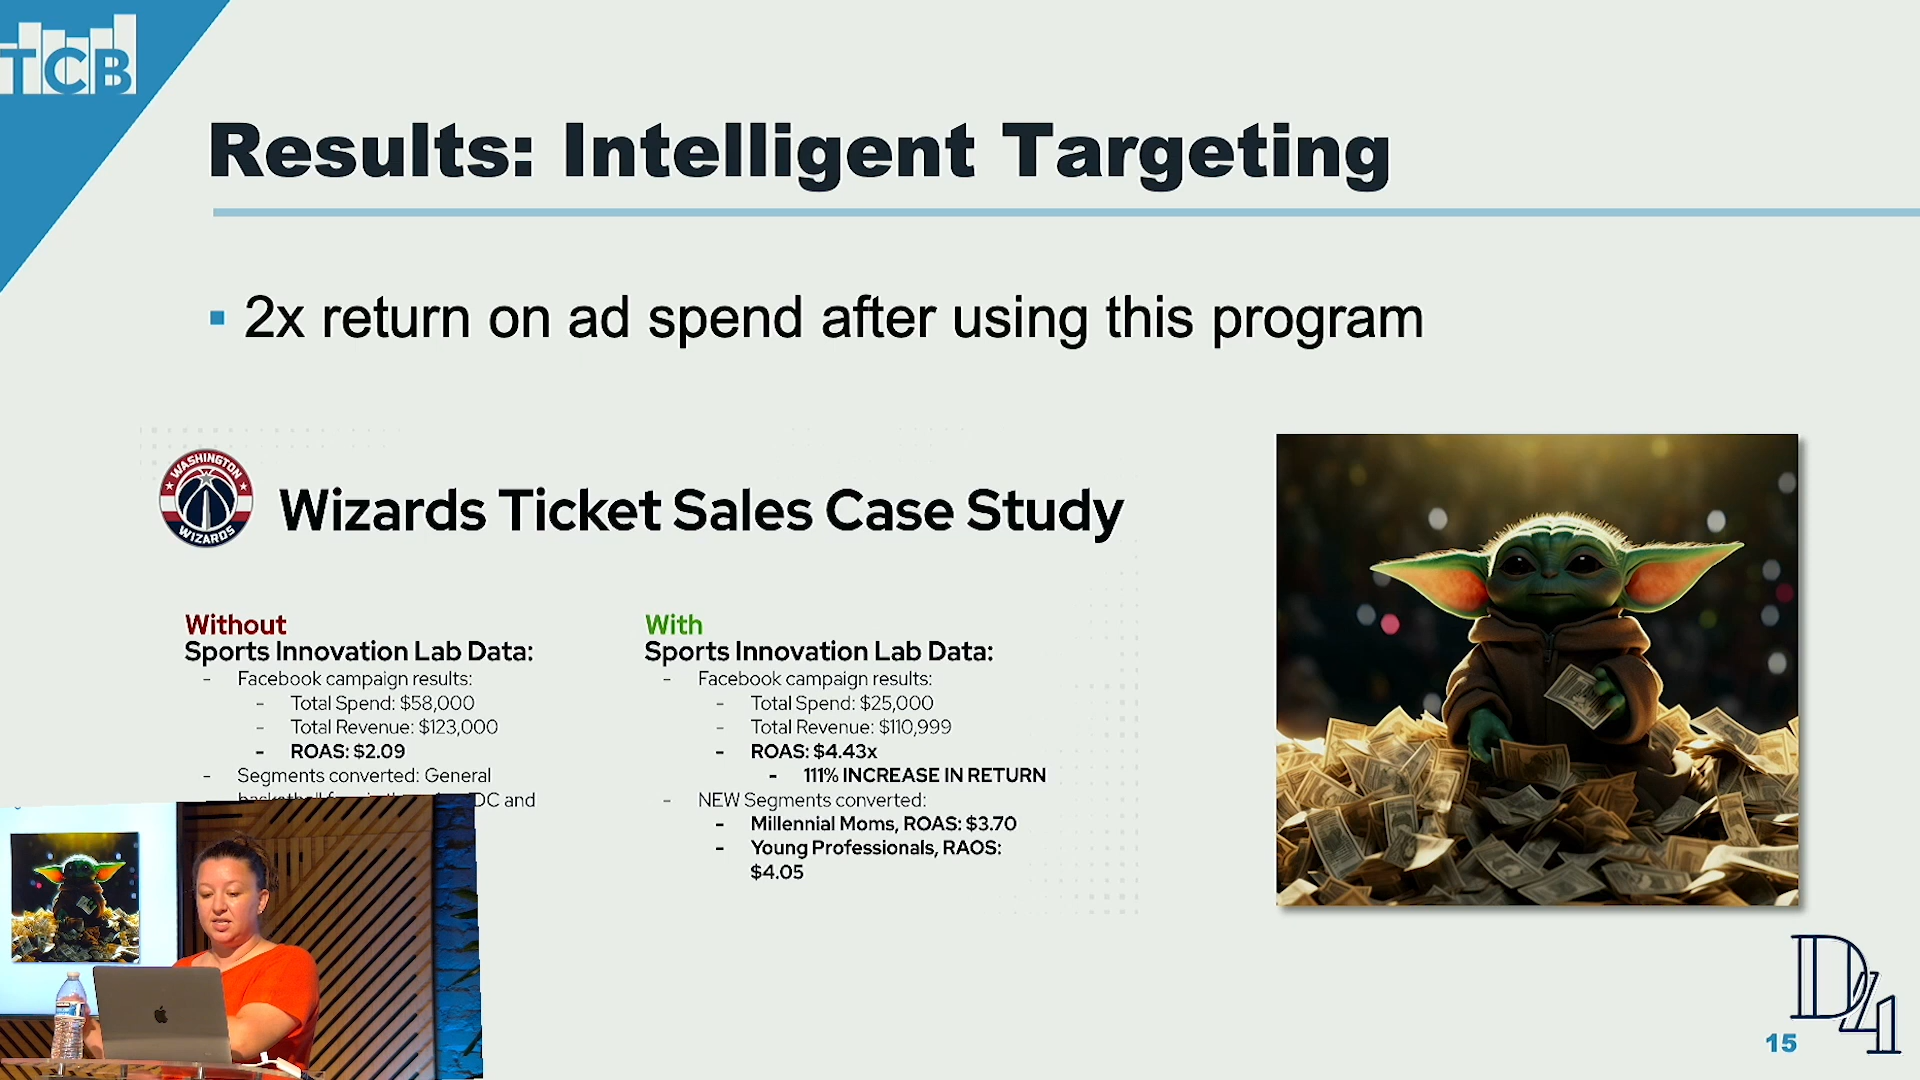 TCB
Results: Intelligent Targeting
▪ 2x return on ad spend after using this program
WASHINGTON
WIZARDS
Wizards Ticket Sales Case Study
Without
Sports Innovation Lab Data:
- Facebook campaign results:
- Total Spend: $58,000
- Total Revenue: $123,000
- ROAS: $2.09
- Segments converted: General
DC and
With
Sports Innovation Lab Data:
- Facebook campaign results:
- Total Spend: $25,000
- Total Revenue: $110,999
- ROAS: $4.43x
- 111% INCREASE IN RETURN
- NEW Segments converted:
- Millennial Moms, ROAS: $3.70
- Young Professionals, RAOS:
$4.05
D4
15